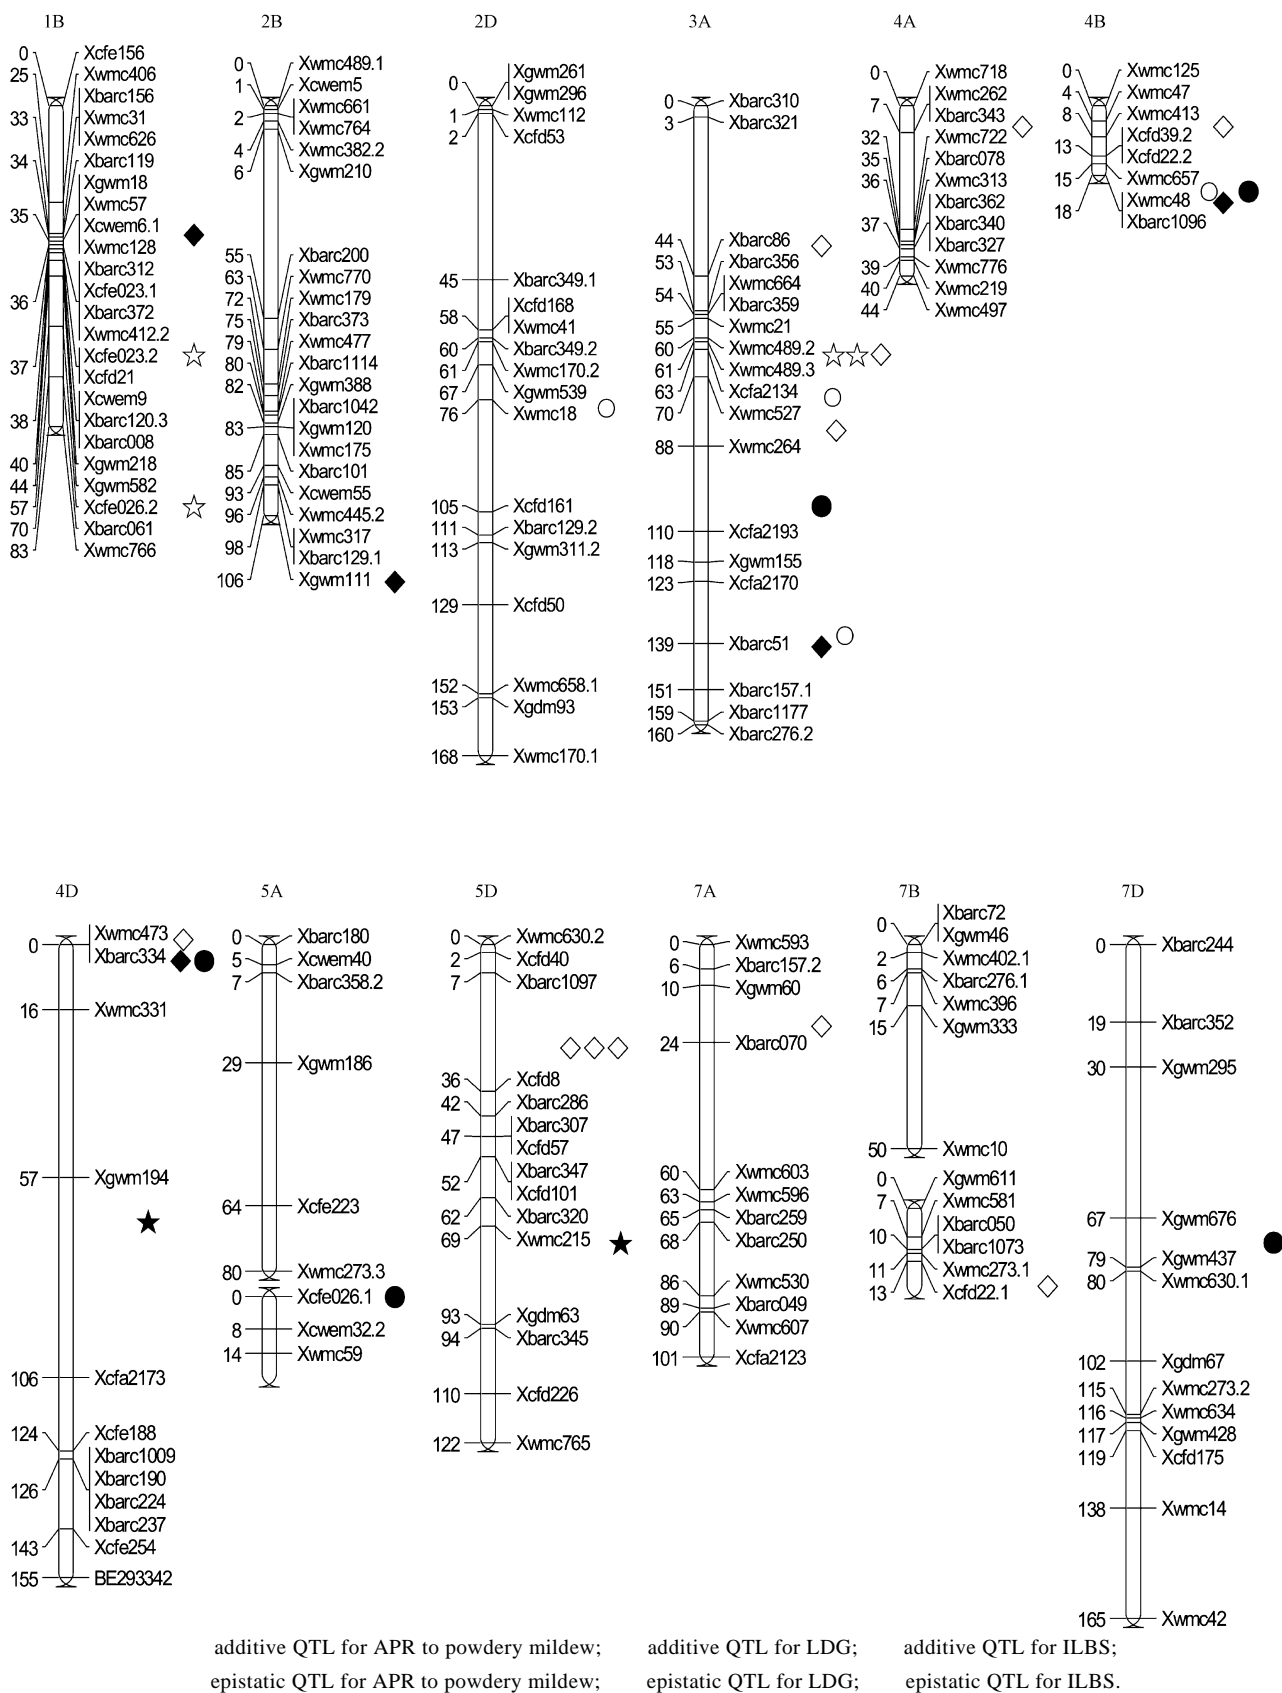 1B
0 Xcfe156
25 Xwmc406
Xbarc156
33 Xwmc31
Xwmc626
34 Xbarc119
Xgwm18
Xwmc57
35 Xcwem6.1
Xwmc128
Xbarc312
Xcfe023.1
36 Xbarc372
Xwmc412.2
Xcfe023.2
37 Xcfd21
Xcwem9
38 Xbarc120.3
Xbarc008
40 Xgwm218
44 Xgwm582
57 Xcfe026.2
70 Xbarc061
83 Xwmc766
2B
0 Xwmc489.1
1 Xcwem5
Xwmc661
2 Xwmc764
4 Xwmc382.2
6 Xgwm210
55 Xbarc200
63 Xwmc770
72 Xwmc179
75 Xbarc373
79 Xwmc477
80 Xbarc1114
82 Xgwm388
Xbarc1042
83 Xgwm120
Xwmc175
85 Xbarc101
93 Xcwem55
96 Xwmc445.2
Xwmc317
98 Xbarc129.1
106 Xgwm111
2D
Xgwm261
0 Xgwm296
1 Xwmc112
2 Xcfd53
45 Xbarc349.1
Xcfd168
58 Xwmc41
60 Xbarc349.2
61 Xwmc170.2
67 Xgwm539
76 Xwmc18
105 Xcfd161
111 Xbarc129.2
113 Xgwm311.2
129 Xcfd50
152 Xwmc658.1
153 Xgdm93
168 Xwmc170.1
3A
0 Xbarc310
3 Xbarc321
44 Xbarc86
53 Xbarc356
Xwmc664
54 Xbarc359
55 Xwmc21
60 Xwmc489.2
61 Xwmc489.3
63 Xcfa2134
70 Xwmc527
88 Xwmc264
110 Xcfa2193
118 Xgwm155
123 Xcfa2170
139 Xbarc51
151 Xbarc157.1
159 Xbarc1177
160 Xbarc276.2
4A
0 Xwmc718
Xwmc262
7 Xbarc343
32 Xwmc722
35 Xbarc078
36 Xwmc313
Xbarc362
37 Xbarc340
Xbarc327
39 Xwmc776
40 Xwmc219
44 Xwmc497
4B
0 Xwmc125
4 Xwmc47
8 Xwmc413
Xcfd39.2
13 Xcfd22.2
15 Xwmc657
Xwmc48
18 Xbarc1096
4D
Xwmc473
0 Xbarc334
16 Xwmc331
57 Xgwm194
106 Xcfa2173
124 Xcfe188
Xbarc1009
126 Xbarc190
Xbarc224
Xbarc237
143 Xcfe254
155 BE293342
5A
0 Xbarc180
5 Xcwem40
7 Xbarc358.2
29 Xgwm186
64 Xcfe223
80 Xwmc273.3
0 Xcfe026.1
8 Xcwem32.2
14 Xwmc59
5D
0 Xwmc630.2
2 Xcfd40
7 Xbarc1097
36 Xcfd8
42 Xbarc286
Xbarc307
47 Xcfd57
Xbarc347
52 Xcfd101
62 Xbarc320
69 Xwmc215
93 Xgdm63
94 Xbarc345
110 Xcfd226
122 Xwmc765
7A
0 Xwmc593
6 Xbarc157.2
10 Xgwm60
24 Xbarc070
60 Xwmc603
63 Xwmc596
65 Xbarc259
68 Xbarc250
86 Xwmc530
89 Xbarc049
90 Xwmc607
101 Xcfa2123
7B
Xbarc72
0 Xgwm46
2 Xwmc402.1
6 Xbarc276.1
7 Xwmc396
15 Xgwm333
50 Xwmc10
0 Xgwm611
7 Xwmc581
Xbarc050
10 Xbarc1073
11 Xwmc273.1
13 Xcfd22.1
7D
0 Xbarc244
19 Xbarc352
30 Xgwm295
67 Xgwm676
79 Xgwm437
80 Xwmc630.1
102 Xgdm67
115 Xwmc273.2
116 Xwmc634
117 Xgwm428
119 Xcfd175
138 Xwmc14
165 Xwmc42
additive QTL for APR to powdery mildew; additive QTL for LDG; additive QTL for ILBS;
epistatic QTL for APR to powdery mildew; epistatic QTL for LDG; epistatic QTL for ILBS.